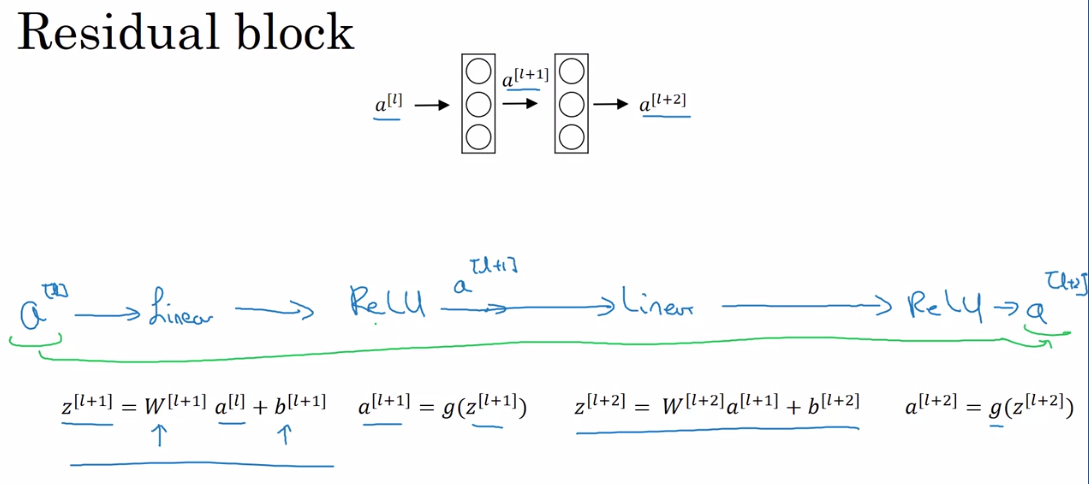 Residual block
a^[l] a^[l+1] a^[l+2]
a^[l] Linear ReLU a^[l+1] Linear ReLU a^[l+2]
z^[l+1] = W^[l+1] a^[l] + b^[l+1] a^[l+1] = g(z^[l+1]) z^[l+2] = W^[l+2]a^[l+1] + b^[l+2] a^[l+2] = g(z^[l+2])